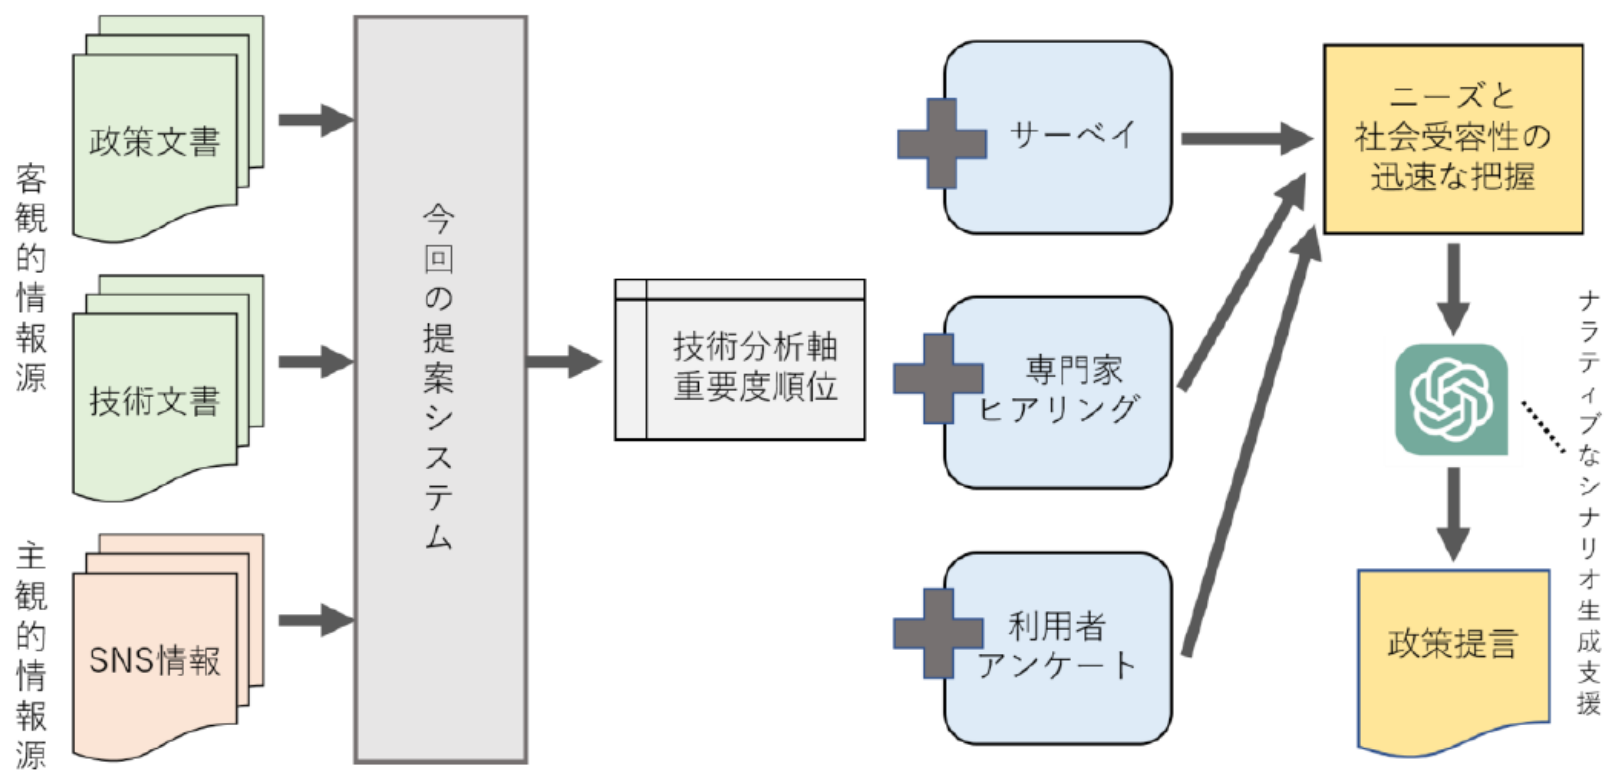 客観的情報源
政策文書
技術文書
主観的情報源
SNS情報
今回の提案システム
技術分析軸
重要度順位
サーベイ
専門家
ヒアリング
利用者
アンケート
ニーズと
社会受容性の
迅速な把握
ナラティブなシナリオ生成支援
政策提言